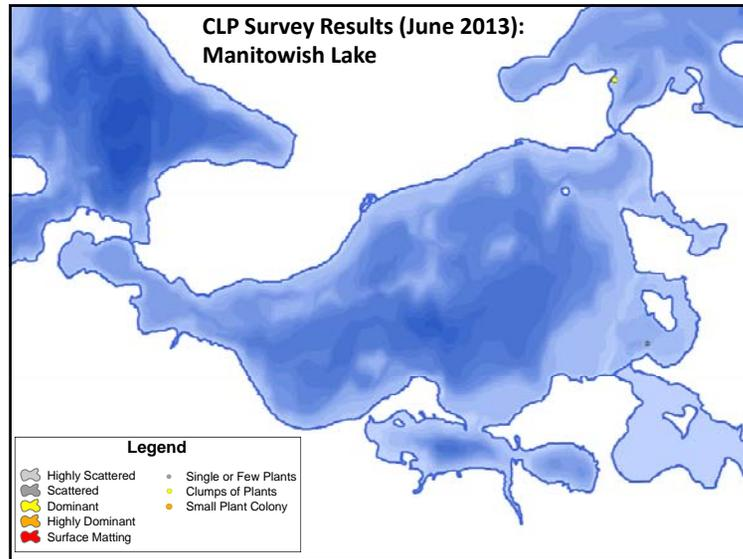 CLP Survey Results (June 2013):
Manitowish Lake
Legend
Highly Scattered
Scattered
Dominant
Highly Dominant
Surface Matting
Single or Few Plants
Clumps of Plants
Small Plant Colony